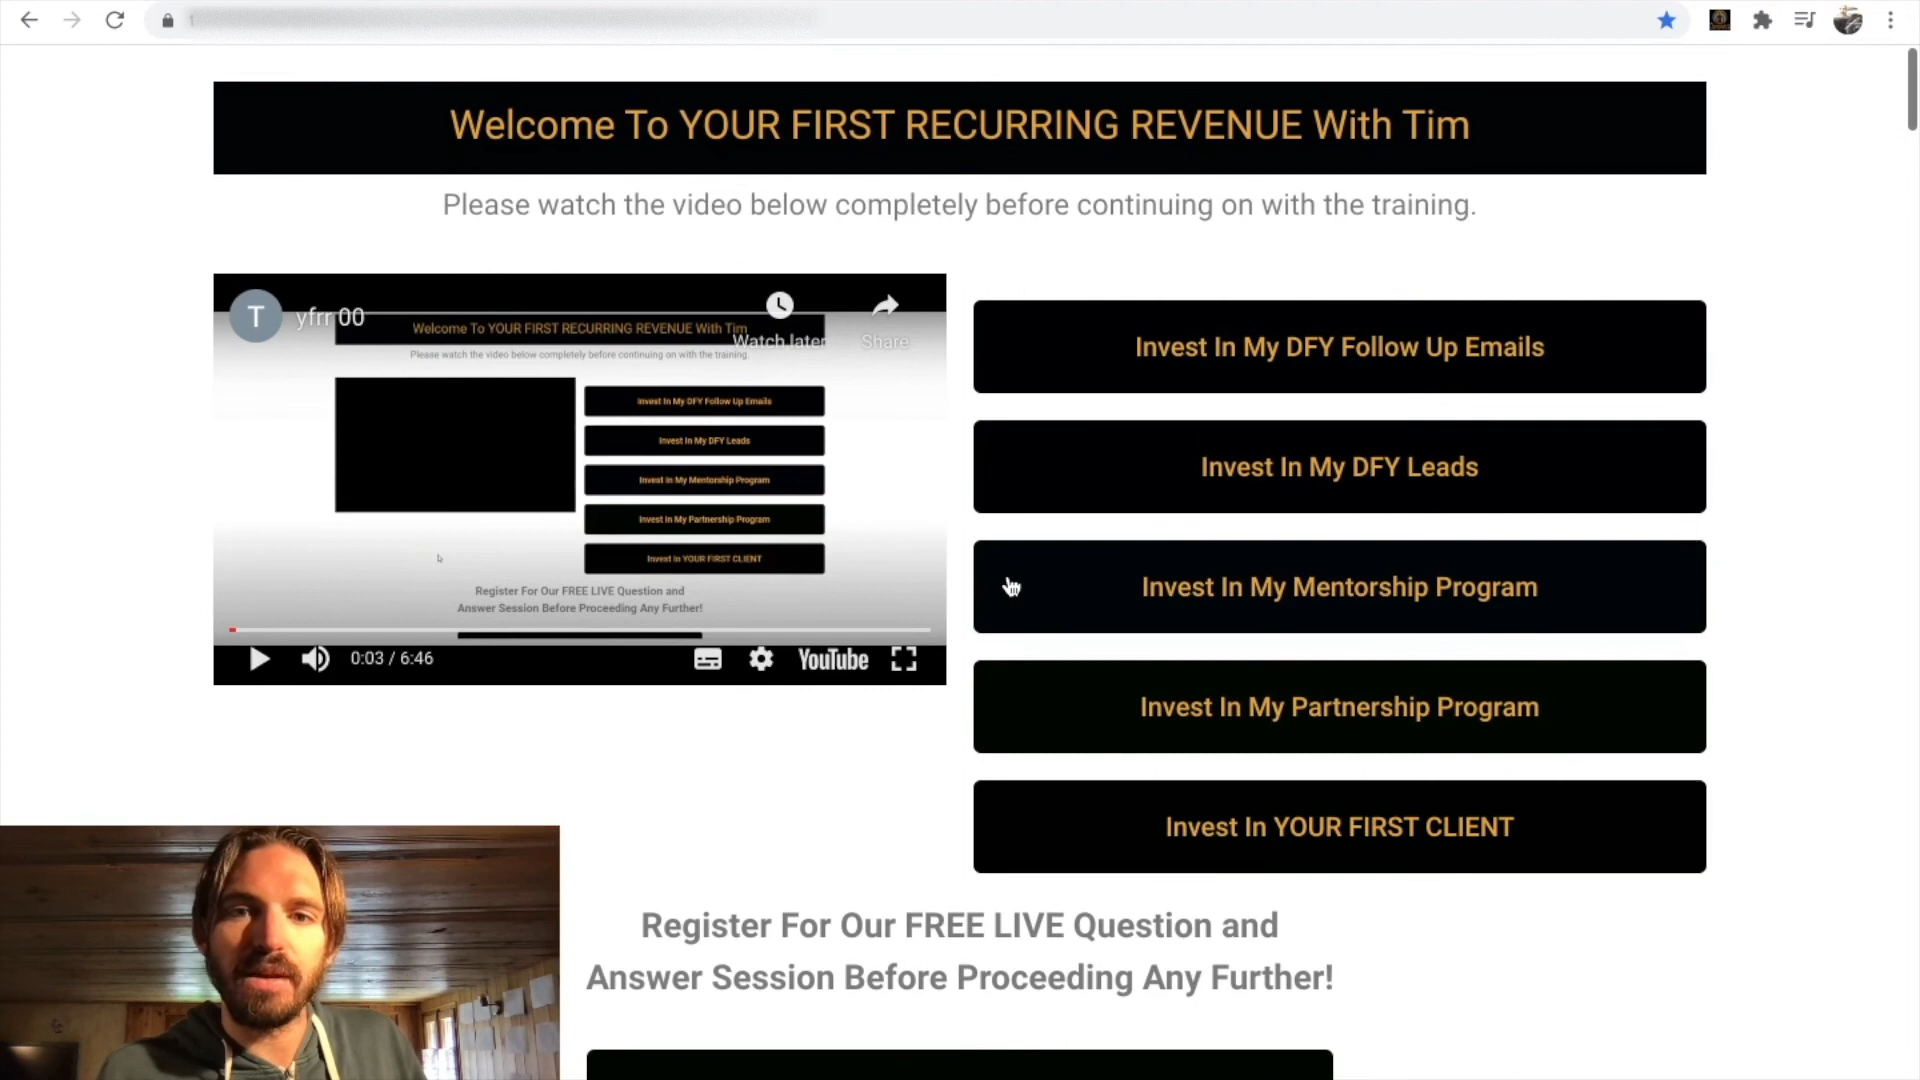 Welcome To YOUR FIRST RECURRING REVENUE With Tim
Please watch the video below completely before continuing on with the training.
T
yfrr 00
Watch later
Share
Welcome To YOUR FIRST RECURRING REVENUE With Tim
Please watch the video below completely before continuing on with the training.
Invest In My DFY Follow Up Emails
Invest In My DFY Leads
Invest In My Mentorship Program
Invest In My Partnership Program
Invest in YOUR FIRST CLIENT
Register For Our FREE LIVE Question and
Answer Session Before Proceeding Any Further!
0:03 / 6:46
YouTube
Invest In My DFY Follow Up Emails
Invest In My DFY Leads
Invest In My Mentorship Program
Invest In My Partnership Program
Invest In YOUR FIRST CLIENT
Register For Our FREE LIVE Question and
Answer Session Before Proceeding Any Further!